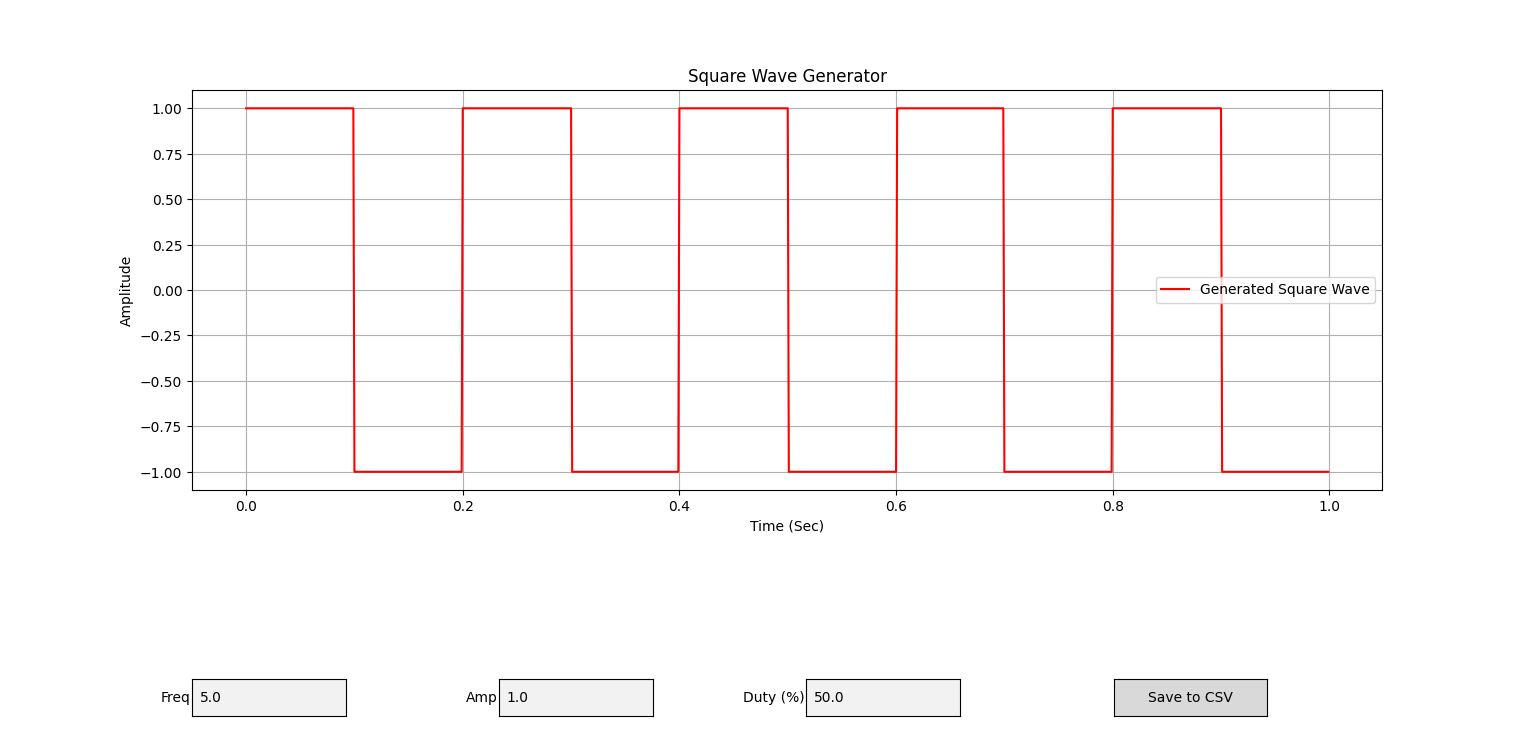 Square Wave Generator
1.00
0.75
0.50
0.25
0.00
−0.25
−0.50
−0.75
−1.00
Amplitude
Generated Square Wave
0.0 0.2 0.4 0.6 0.8 1.0
Time (Sec)
Freq 5.0 Amp 1.0 Duty (%) 50.0 Save to CSV